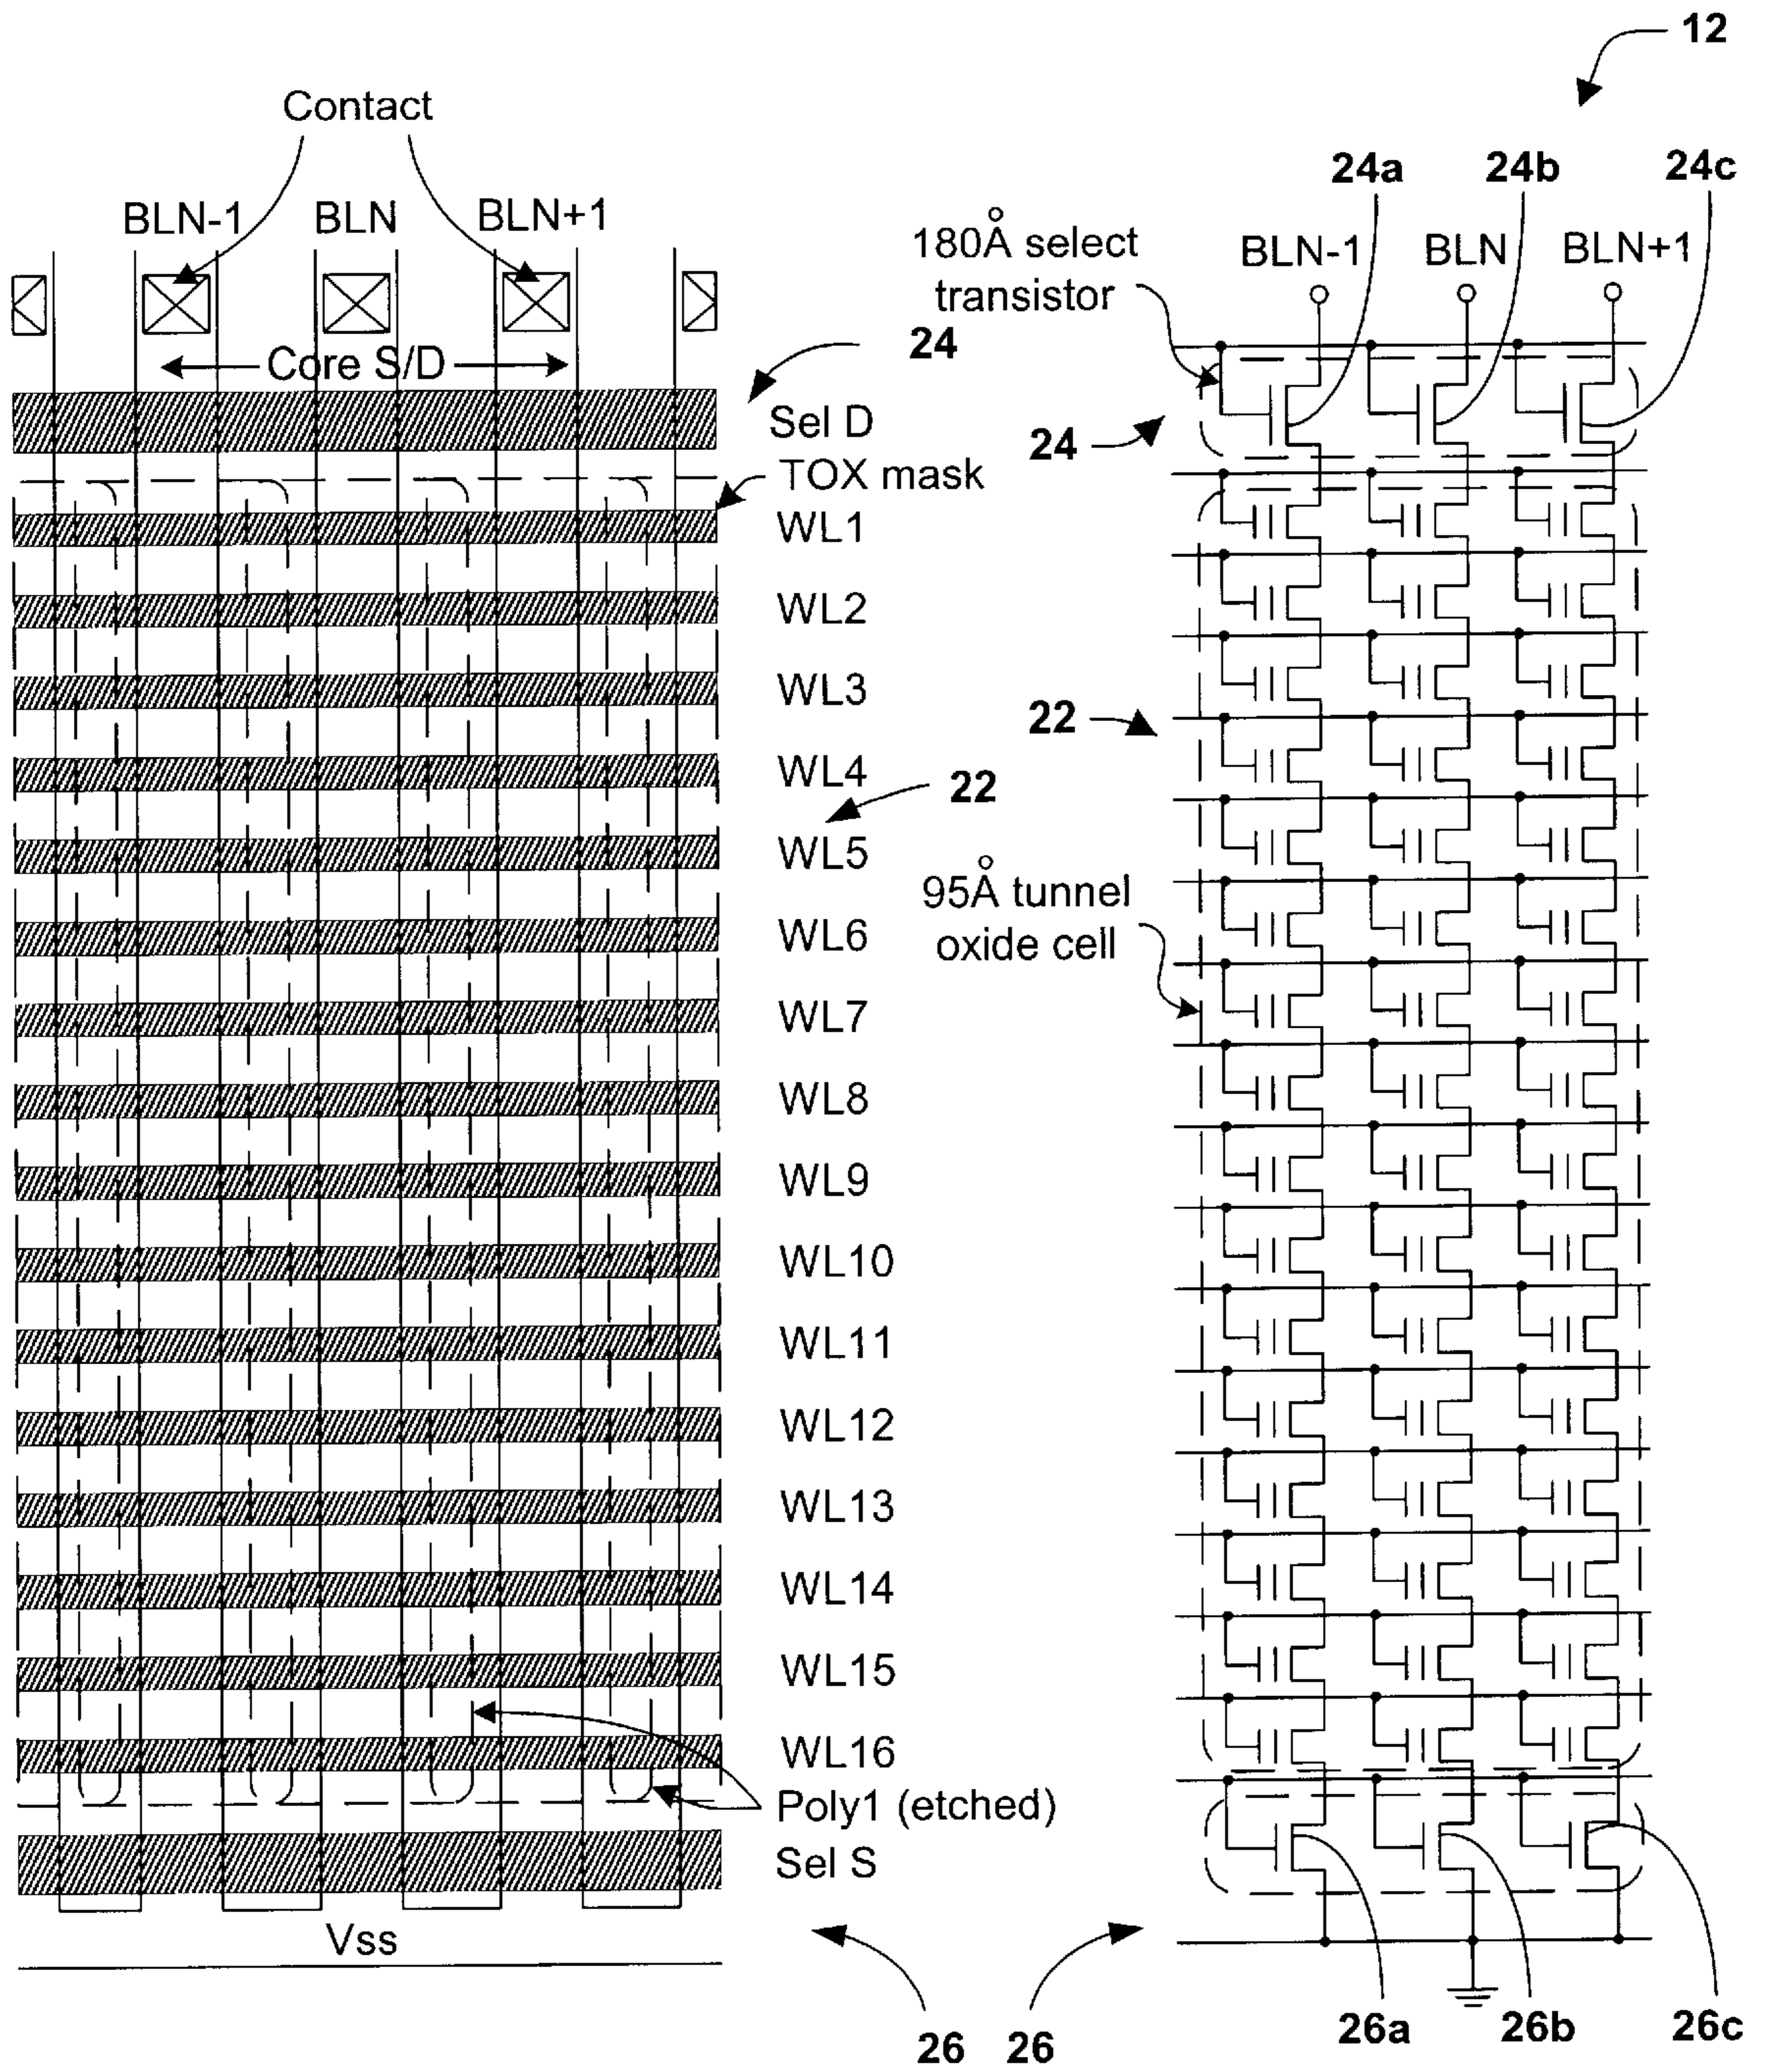 12
Contact
24a 24b 24c
BLN-1 BLN BLN+1
180Å select
transistor
BLN-1 BLN BLN+1
Core S/D
24
Sel D
24
TOX mask
WL1
WL2
WL3
22
WL4
22
WL5
95Å tunnel
oxide cell
WL6
WL7
WL8
WL9
WL10
WL11
WL12
WL13
WL14
WL15
WL16
Poly1 (etched)
Sel S
Vss
26 26
26a 26b 26c